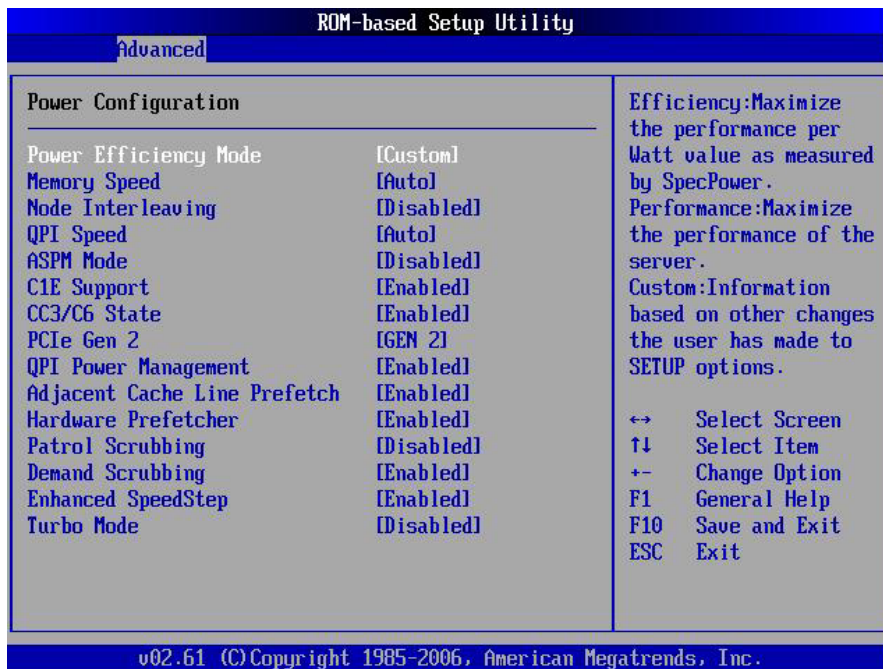 ROM-based Setup Utility
Advanced
Power Configuration
Power Efficiency Mode [Custom]
Memory Speed [Auto]
Node Interleaving [Disabled]
QPI Speed [Auto]
ASPM Mode [Disabled]
C1E Support [Enabled]
CC3/C6 State [Enabled]
PCIe Gen 2 [GEN 2]
QPI Power Management [Enabled]
Adjacent Cache Line Prefetch [Enabled]
Hardware Prefetcher [Enabled]
Patrol Scrubbing [Disabled]
Demand Scrubbing [Enabled]
Enhanced SpeedStep [Enabled]
Turbo Mode [Disabled]
Efficiency:Maximize
the performance per
Watt value as measured
by SpecPower.
Performance:Maximize
the performance of the
server.
Custom:Information
based on other changes
the user has made to
SETUP options.
↔ Select Screen
↑↓ Select Item
+- Change Option
F1 General Help
F10 Save and Exit
ESC Exit
v02.61 (C)Copyright 1985-2006, American Megatrends, Inc.